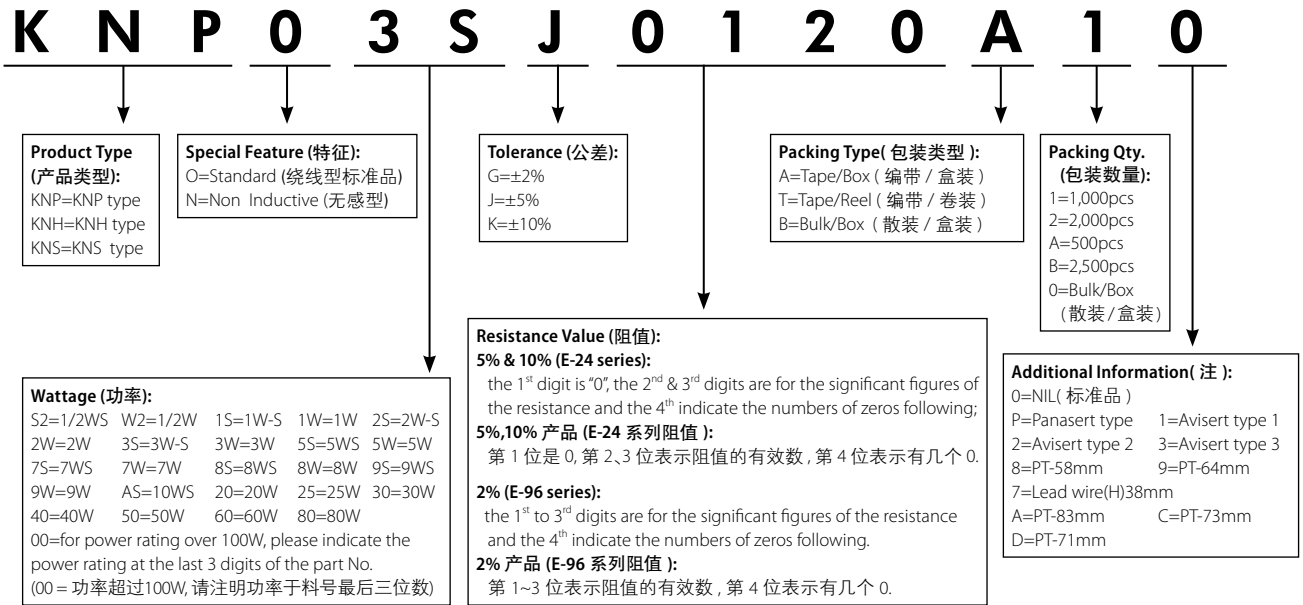 KNP03SJ0120A10
Product Type
(产品类型):
KNP=KNP type
KNH=KNH type
KNS=KNS type
Special Feature (特征):
O=Standard (绕线型标准品)
N=Non Inductive (无感型)
Tolerance (公差):
G=±2%
J=±5%
K=±10%
Packing Type( 包装类型 ):
A=Tape/Box ( 编带 / 盒装 )
T=Tape/Reel ( 编带 / 卷装 )
B=Bulk/Box ( 散装 / 盒装 )
Packing Qty.
(包装数量):
1=1,000pcs
2=2,000pcs
A=500pcs
B=2,500pcs
0=Bulk/Box
(散装/盒装)
Wattage (功率):
S2=1/2WS W2=1/2W 1S=1W-S 1W=1W 2S=2W-S
2W=2W 3S=3W-S 3W=3W 5S=5WS 5W=5W
7S=7WS 7W=7W 8S=8WS 8W=8W 9S=9WS
9W=9W AS=10WS 20=20W 25=25W 30=30W
40=40W 50=50W 60=60W 80=80W
00=for power rating over 100W, please indicate the
power rating at the last 3 digits of the part No.
(00 = 功率超过100W, 请注明功率于料号最后三位数)
Resistance Value (阻值):
5% & 10% (E-24 series):
the 1st digit is "0", the 2nd & 3rd digits are for the significant figures of
the resistance and the 4th indicate the numbers of zeros following;
5%,10% 产品 (E-24 系列阻值 ):
第 1 位是 0, 第 2、3 位表示阻值的有效数 , 第 4 位表示有几个 0.
2% (E-96 series):
the 1st to 3rd digits are for the significant figures of the resistance
and the 4th indicate the numbers of zeros following.
2% 产品 (E-96 系列阻值 ):
第 1~3 位表示阻值的有效数 , 第 4 位表示有几个 0.
Additional Information( 注 ):
0=NIL( 标准品 )
P=Panasert type 1=Avisert type 1
2=Avisert type 2 3=Avisert type 3
8=PT-58mm 9=PT-64mm
7=Lead wire(H)38mm
A=PT-83mm C=PT-73mm
D=PT-71mm